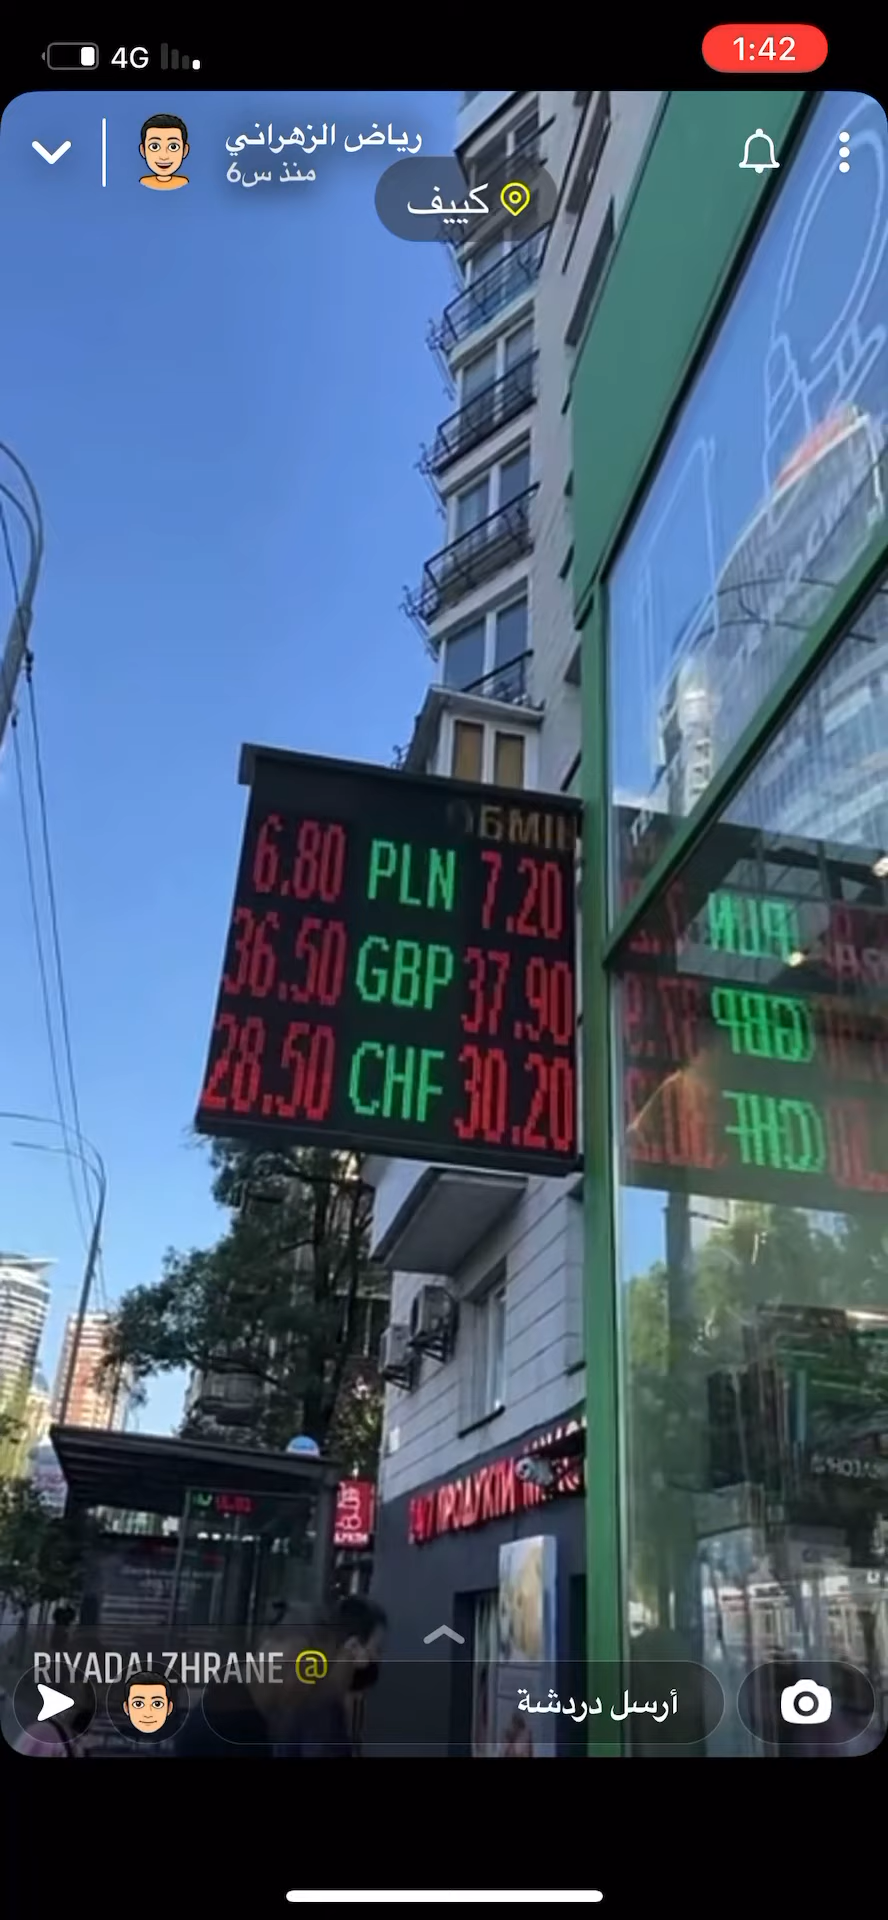 4G
1:42
رياض الزهراني
منذ 6س
كييف
ОБМІН
6.80 PLN 7.20
36.50 GBP 37.90
28.50 CHF 30.20
ПРОДУКТИ
RIYADALZHRANE @
أرسل دردشة